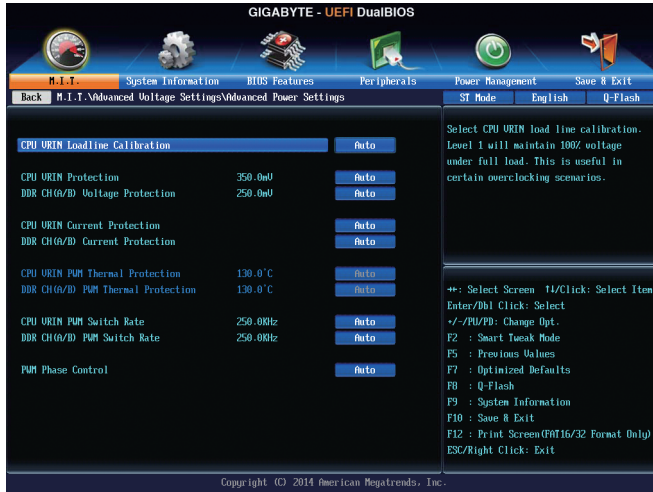 GIGABYTE - UEFI DualBIOS
M.I.T. System Information BIOS Features Peripherals Power Management Save & Exit
Back M.I.T.\Advanced Voltage Settings\Advanced Power Settings ST Mode English Q-Flash
CPU VRIN Loadline Calibration Auto
CPU VRIN Protection 350.0mV Auto
DDR CH(A/B) Voltage Protection 250.0mV Auto
CPU VRIN Current Protection Auto
DDR CH(A/B) Current Protection Auto
CPU VRIN PWM Thermal Protection 130.0°C Auto
DDR CH(A/B) PWM Thermal Protection 130.0°C Auto
CPU VRIN PWM Switch Rate 250.0KHz Auto
DDR CH(A/B) PWM Switch Rate 250.0KHz Auto
PWM Phase Control Auto
Select CPU VRIN load line calibration.
Level 1 will maintain 100% voltage
under full load. This is useful in
certain overclocking scenarios.
↔: Select Screen ↑↓/Click: Select Item
Enter/Dbl Click: Select
+/-/PU/PD: Change Opt.
F2 : Smart Tweak Mode
F5 : Previous Values
F7 : Optimized Defaults
F8 : Q-Flash
F9 : System Information
F10 : Save & Exit
F12 : Print Screen(FAT16/32 Format Only)
ESC/Right Click: Exit
Copyright (C) 2014 American Megatrends, Inc.